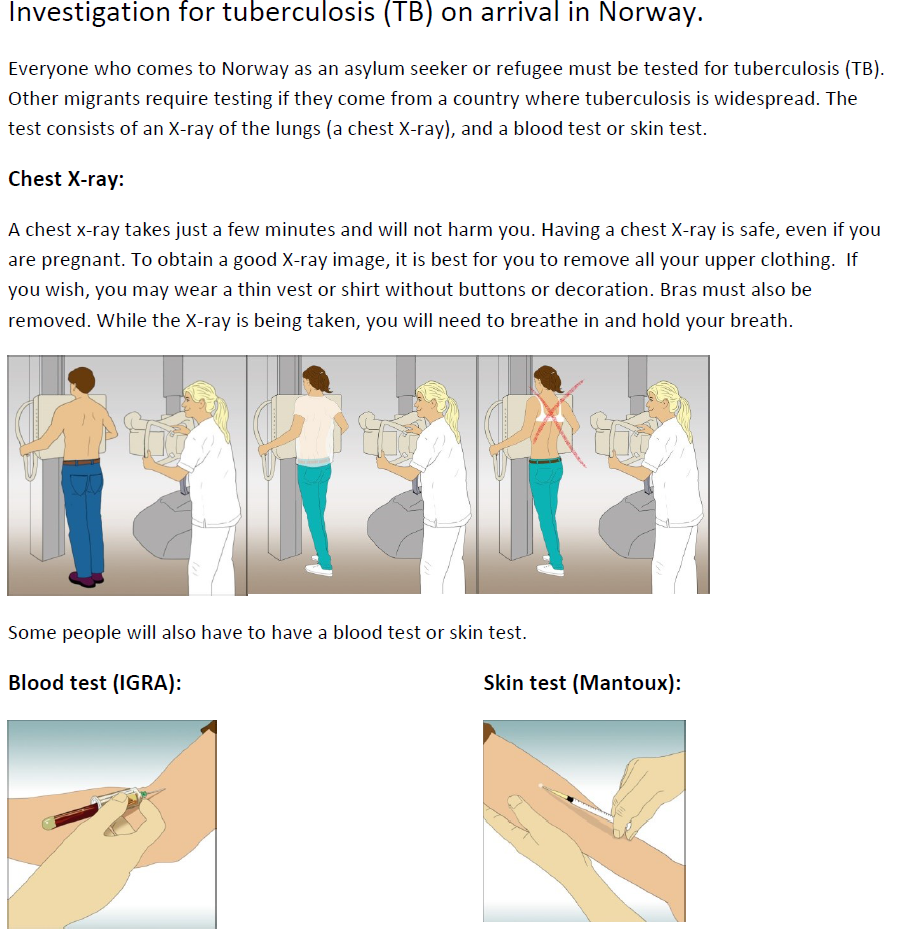 Investigation for tuberculosis (TB) on arrival in Norway.
Everyone who comes to Norway as an asylum seeker or refugee must be tested for tuberculosis (TB).
Other migrants require testing if they come from a country where tuberculosis is widespread. The
test consists of an X-ray of the lungs (a chest X-ray), and a blood test or skin test.
Chest X-ray:
A chest x-ray takes just a few minutes and will not harm you. Having a chest X-ray is safe, even if you
are pregnant. To obtain a good X-ray image, it is best for you to remove all your upper clothing. If
you wish, you may wear a thin vest or shirt without buttons or decoration. Bras must also be
removed. While the X-ray is being taken, you will need to breathe in and hold your breath.
Some people will also have to have a blood test or skin test.
Blood test (IGRA):
Skin test (Mantoux):